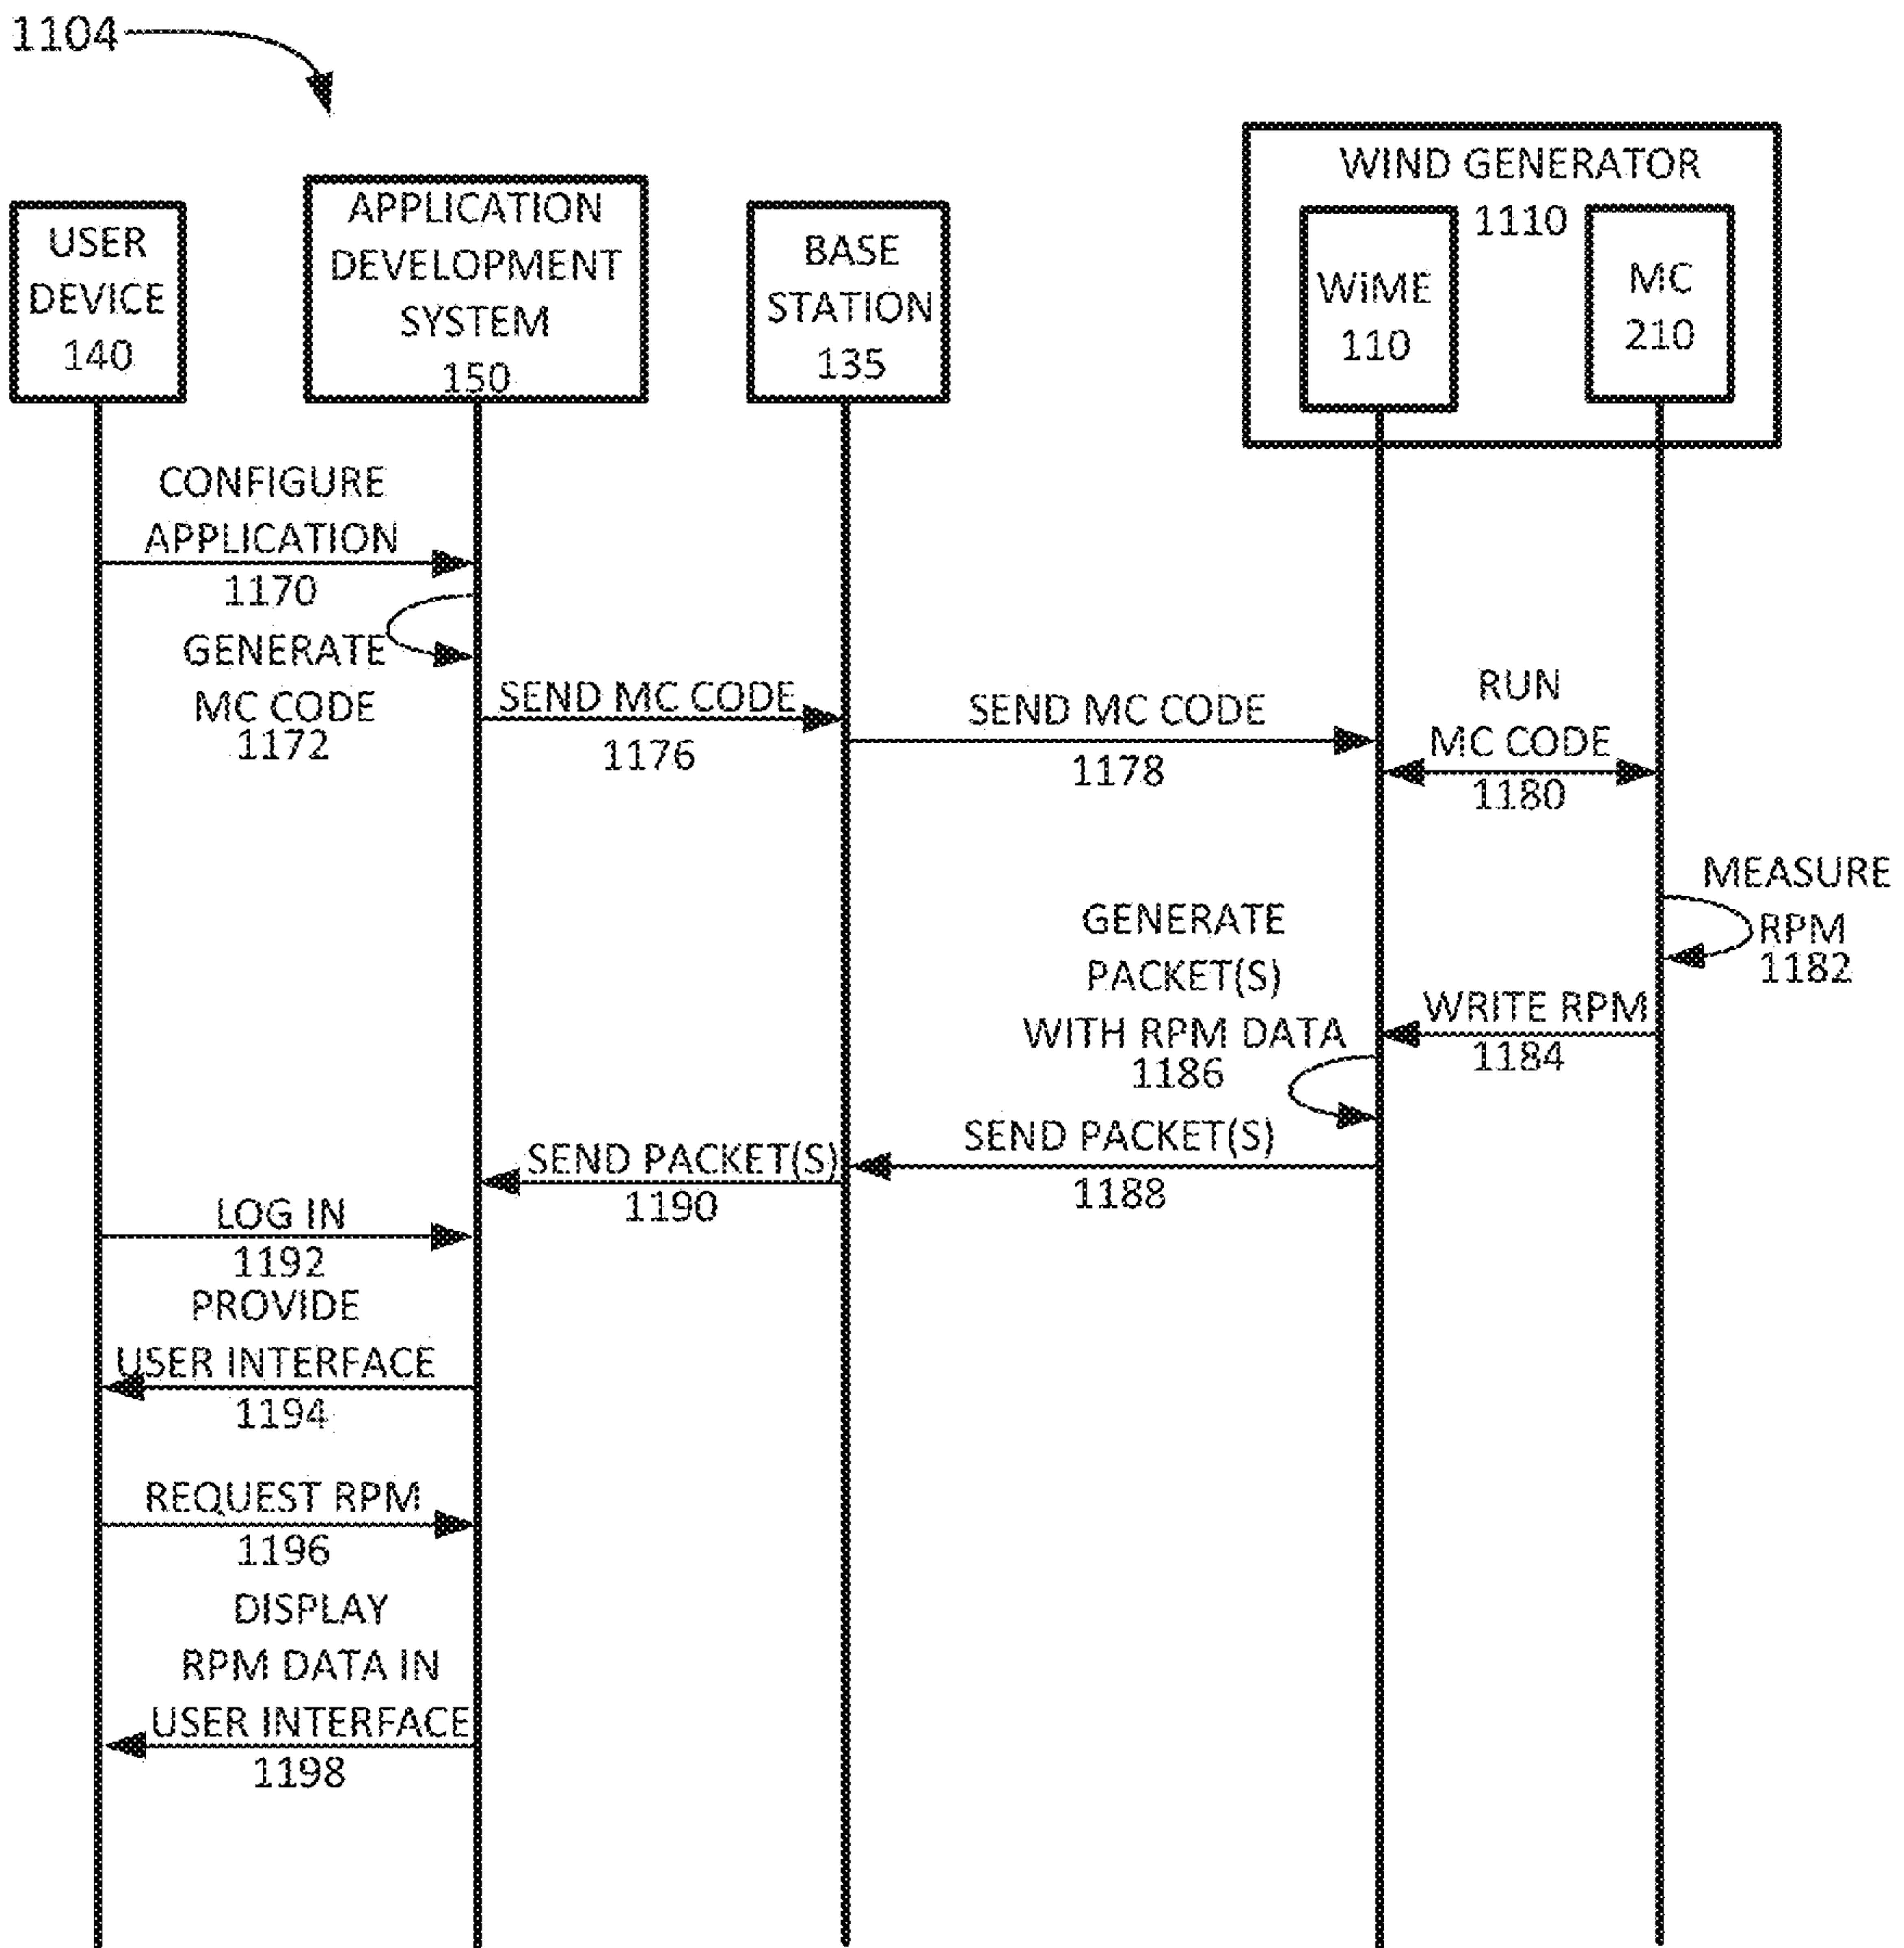 1104
USER
DEVICE
140
APPLICATION
DEVELOPMENT
SYSTEM
150
BASE
STATION
135
WIND GENERATOR
1110
WiME
110
MC
210
CONFIGURE
APPLICATION
1170
GENERATE
MC CODE
1172
SEND MC CODE
1176
SEND MC CODE
1178
RUN
MC CODE
1180
MEASURE
RPM
1182
WRITE RPM
1184
GENERATE
PACKET(S)
WITH RPM DATA
1186
SEND PACKET(S)
1188
SEND PACKET(S)
1190
LOG IN
1192
PROVIDE
USER INTERFACE
1194
REQUEST RPM
1196
DISPLAY
RPM DATA IN
USER INTERFACE
1198